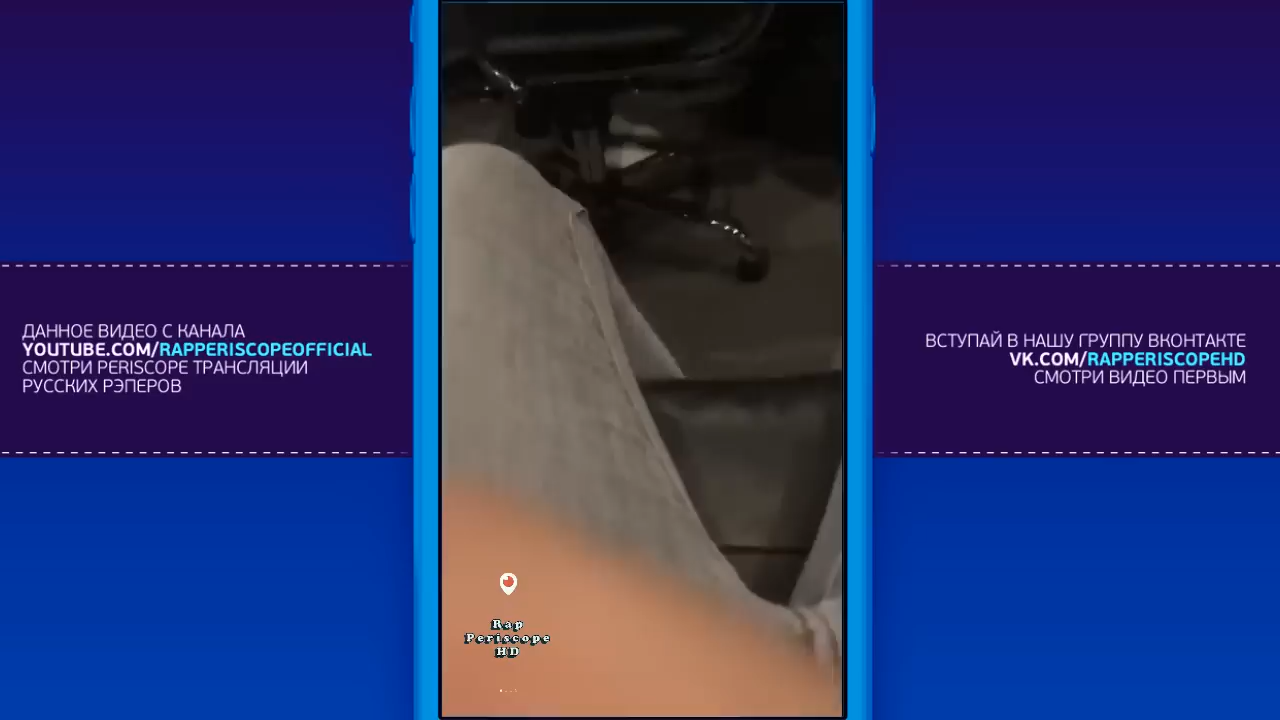 ДАННОЕ ВИДЕО С КАНАЛА
YOUTUBE.COM/RAPPERISCOPEOFFICIAL
СМОТРИ PERISCOPE ТРАНСЛЯЦИИ
РУССКИХ РЭПЕРОВ
ВСТУПАЙ В НАШУ ГРУППУ ВКОНТАКТЕ
VK.COM/RAPPERISCOPEHD
СМОТРИ ВИДЕО ПЕРВЫМ
Rap
Periscope
HD